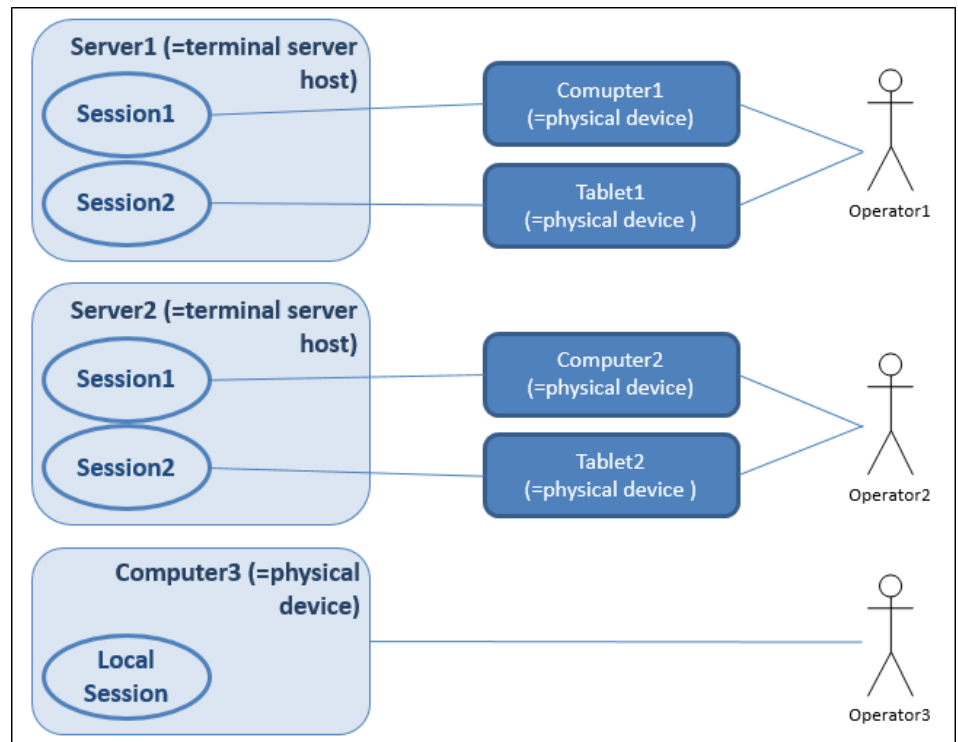 Server1 (=terminal server
host)
Session1
Session2
Comupter1
(=physical device)
Tablet1
(=physical device )
Operator1
Server2 (=terminal server
host)
Session1
Session2
Computer2
(=physical device)
Tablet2
(=physical device )
Operator2
Computer3 (=physical
device)
Local
Session
Operator3